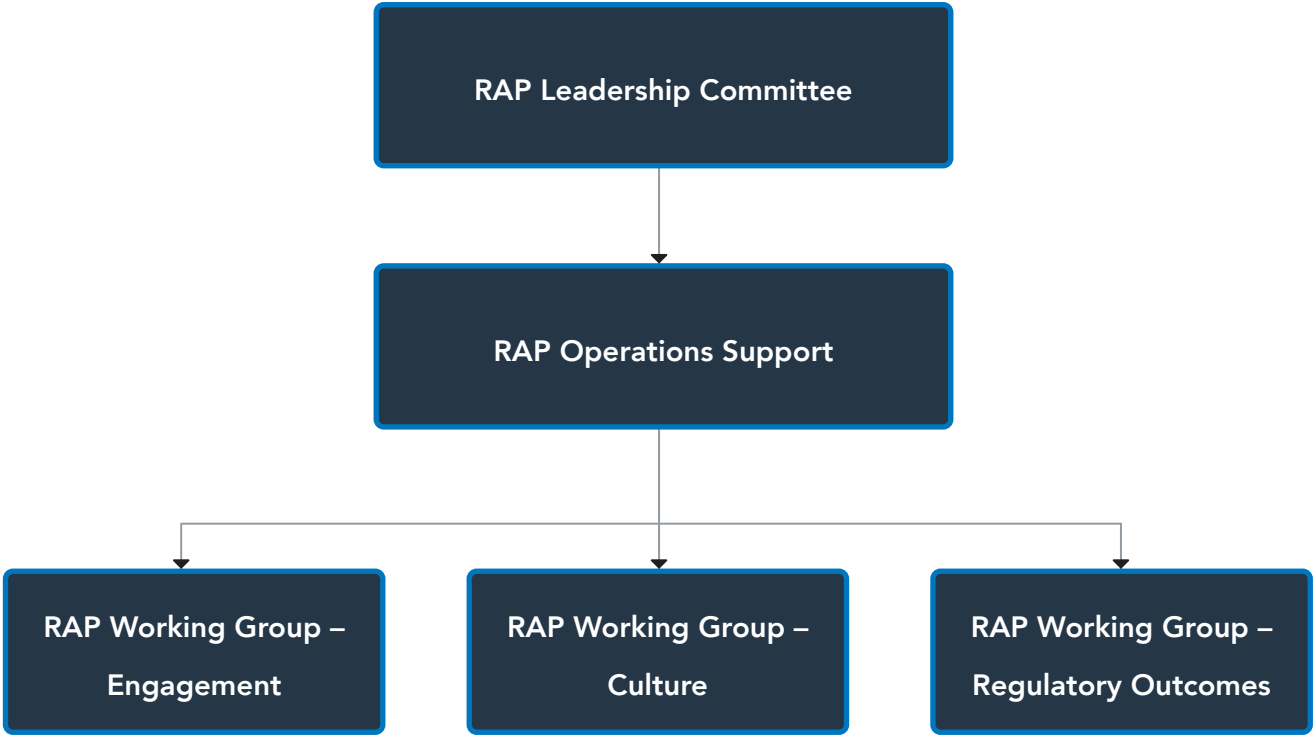 RAP Leadership Committee
RAP Operations Support
RAP Working Group –
Engagement
RAP Working Group –
Culture
RAP Working Group –
Regulatory Outcomes